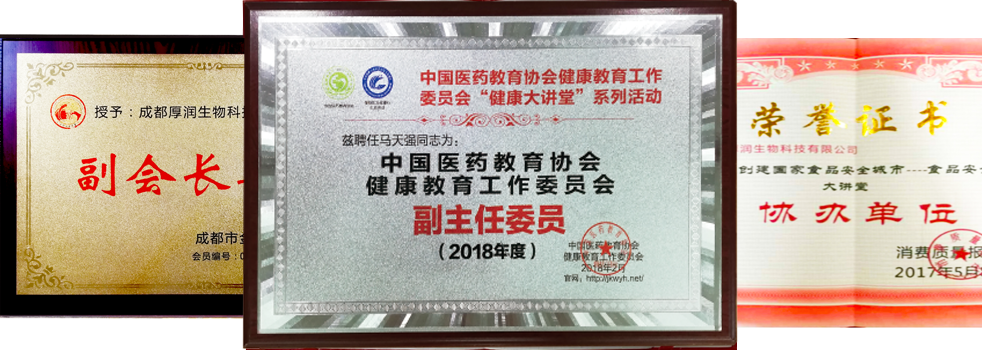 授予：成都厚润生物科技
副会长
成都市
会员编号：0
中国医药教育协会健康教育工作
委员会“健康大讲堂”系列活动
兹聘任马天强同志为：
中国医药教育协会
健康教育工作委员会
副主任委员
（2018年度）
中国医药教育协会
健康教育工作委员会
2018年2月
官网：http://jkwyh.net/
荣誉证书
润生物科技有限公司
创建国家食品安全城市----食品安
大讲堂
协办单位
消费质量报
2017年5月